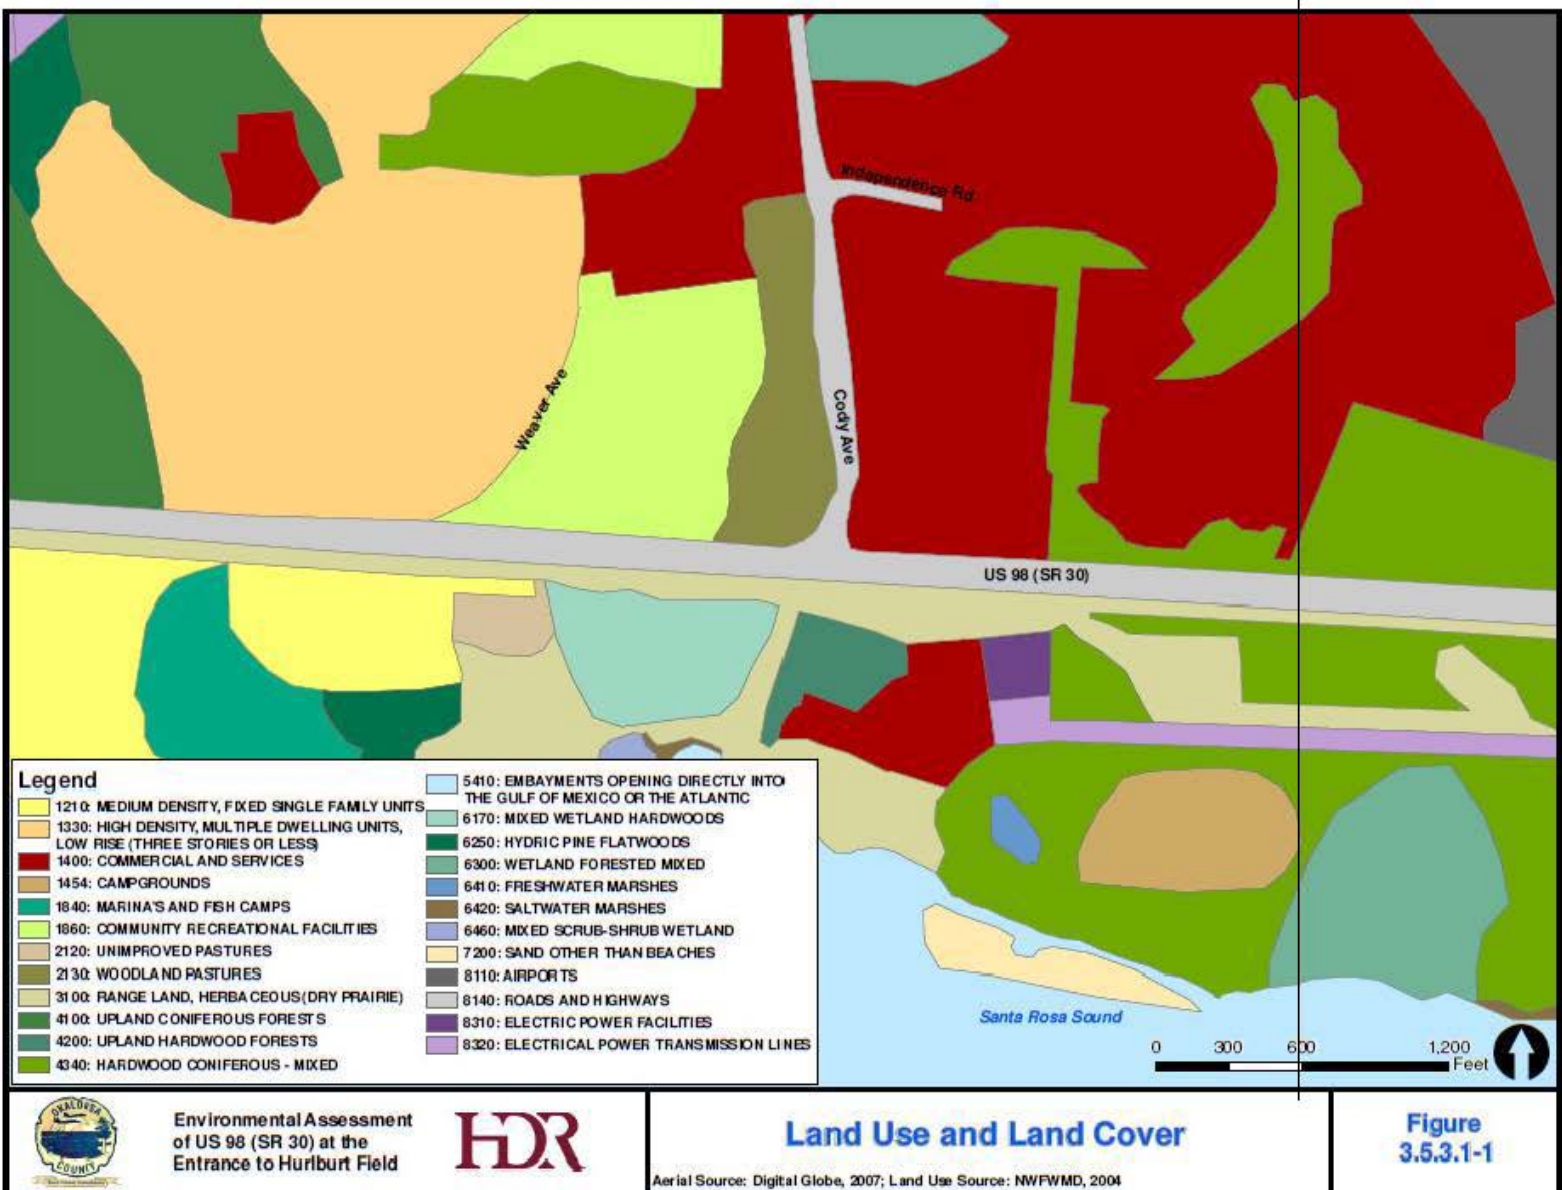 Independence Rd
Weaver Ave
Cody Ave
US 98 (SR 30)
Legend
1210: MEDIUM DENSITY, FIXED SINGLE FAMILY UNITS
1330: HIGH DENSITY, MULTIPLE DWELLING UNITS,
LOW RISE (THREE STORIES OR LESS)
1400: COMMERCIAL AND SERVICES
1454: CAMPGROUNDS
1840: MARINA'S AND FISH CAMPS
1860: COMMUNITY RECREATIONAL FACILITIES
2120: UNIMPROVED PASTURES
2130: WOODLAND PASTURES
3100: RANGE LAND, HERBACEOUS (DRY PRAIRIE)
4100: UPLAND CONIFEROUS FORESTS
4200: UPLAND HARDWOOD FORESTS
4340: HARDWOOD CONIFEROUS - MIXED
5410: EMBAYMENTS OPENING DIRECTLY INTO
THE GULF OF MEXICO OR THE ATLANTIC
6170: MIXED WETLAND HARDWOODS
6250: HYDRIC PINE FLATWOODS
6300: WETLAND FORESTED MIXED
6410: FRESHWATER MARSHES
6420: SALTWATER MARSHES
6460: MIXED SCRUB-SHRUB WETLAND
7200: SAND OTHER THAN BEACHES
8110: AIRPORTS
8140: ROADS AND HIGHWAYS
8310: ELECTRIC POWER FACILITIES
8320: ELECTRICAL POWER TRANSMISSION LINES
Santa Rosa Sound
0 300 600 1,200
Feet
OKALOOSA
COUNTY
Environmental Assessment
of US 98 (SR 30) at the
Entrance to Hurlburt Field
HDR
Land Use and Land Cover
Aerial Source: Digital Globe, 2007; Land Use Source: NWFWMD, 2004
Figure
3.5.3.1-1